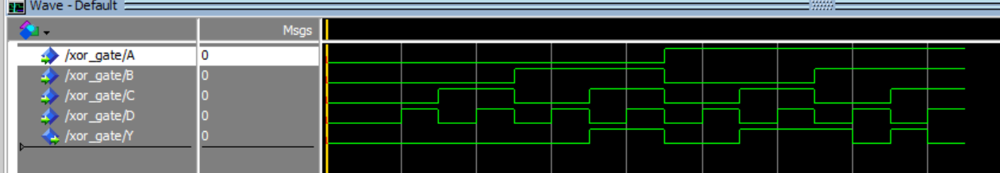 Wave - Default
Msgs
/xor_gate/A 0
/xor_gate/B 0
/xor_gate/C 0
/xor_gate/D 0
/xor_gate/Y 0